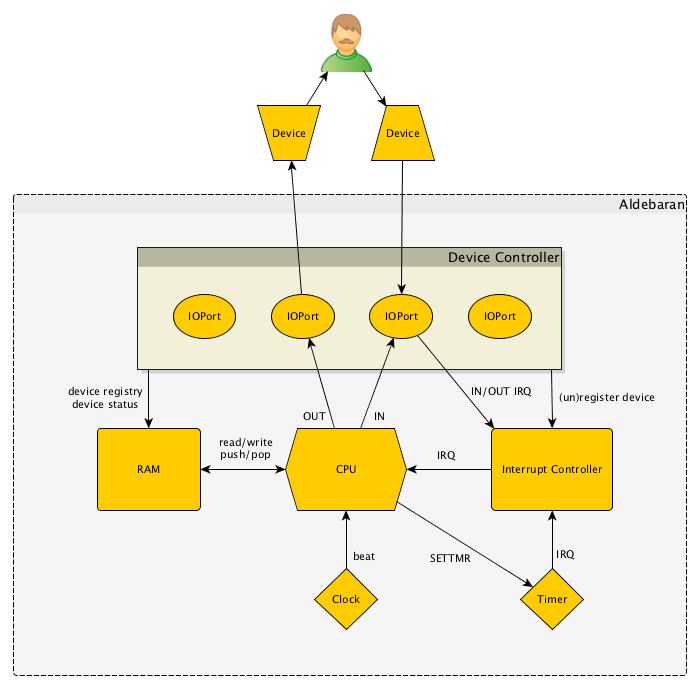 Device
Device
Aldebaran
Device Controller
IOPort
IOPort
IOPort
IOPort
device registry
device status
IN/OUT IRQ
(un)register device
OUT
IN
read/write
push/pop
IRQ
RAM
CPU
Interrupt Controller
beat
SETTMR
IRQ
Clock
Timer